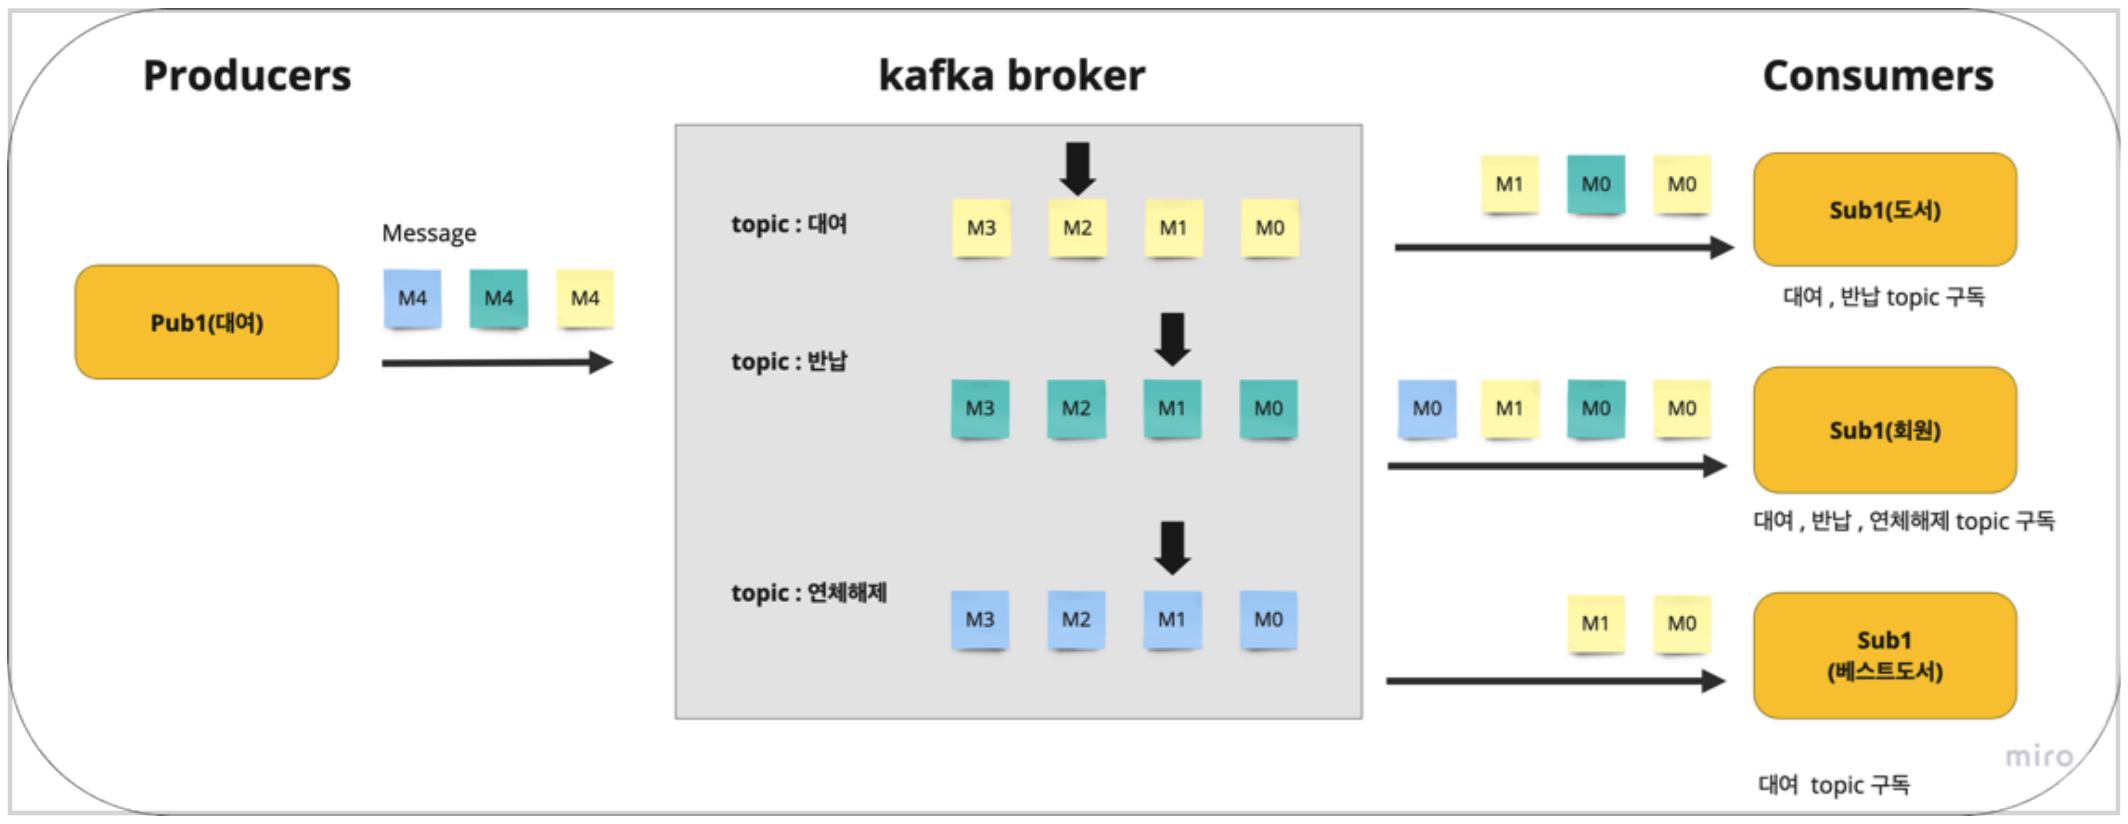 Producers
kafka broker
Consumers
Message
Pub1(대여)
M4 M4 M4
topic : 대여
M3 M2 M1 M0
topic : 반납
M3 M2 M1 M0
topic : 연체해제
M3 M2 M1 M0
M1 M0 M0
Sub1(도서)
대여 , 반납 topic 구독
M0 M1 M0 M0
Sub1(회원)
대여 , 반납 , 연체해제 topic 구독
M1 M0
Sub1
(베스트도서)
대여 topic 구독
miro